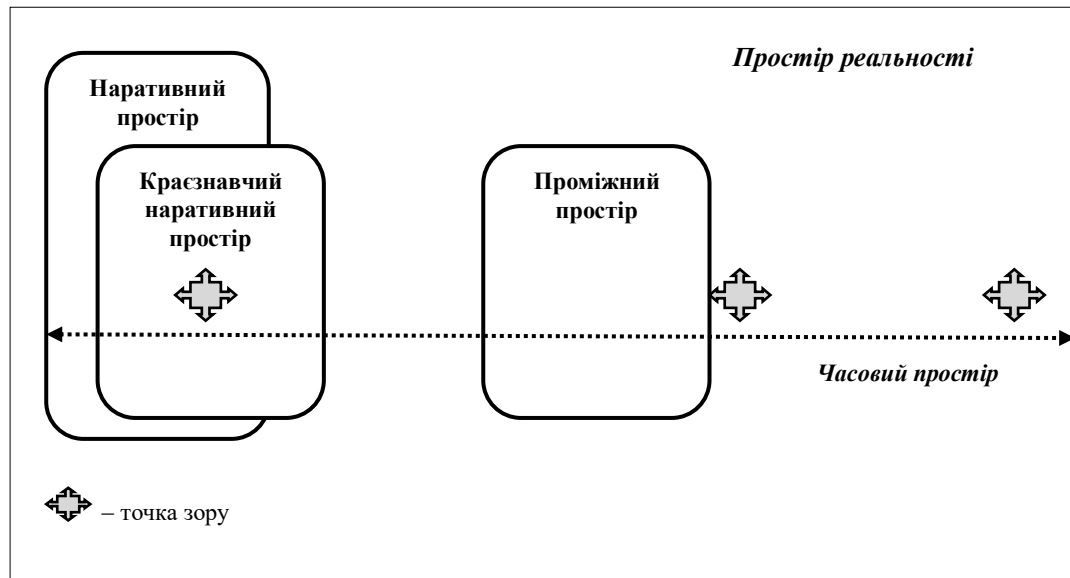 Простір реальності
Наративний
простір
Краєзнавчий
наративний
простір
Проміжний
простір
Часовий простір
– точка зору